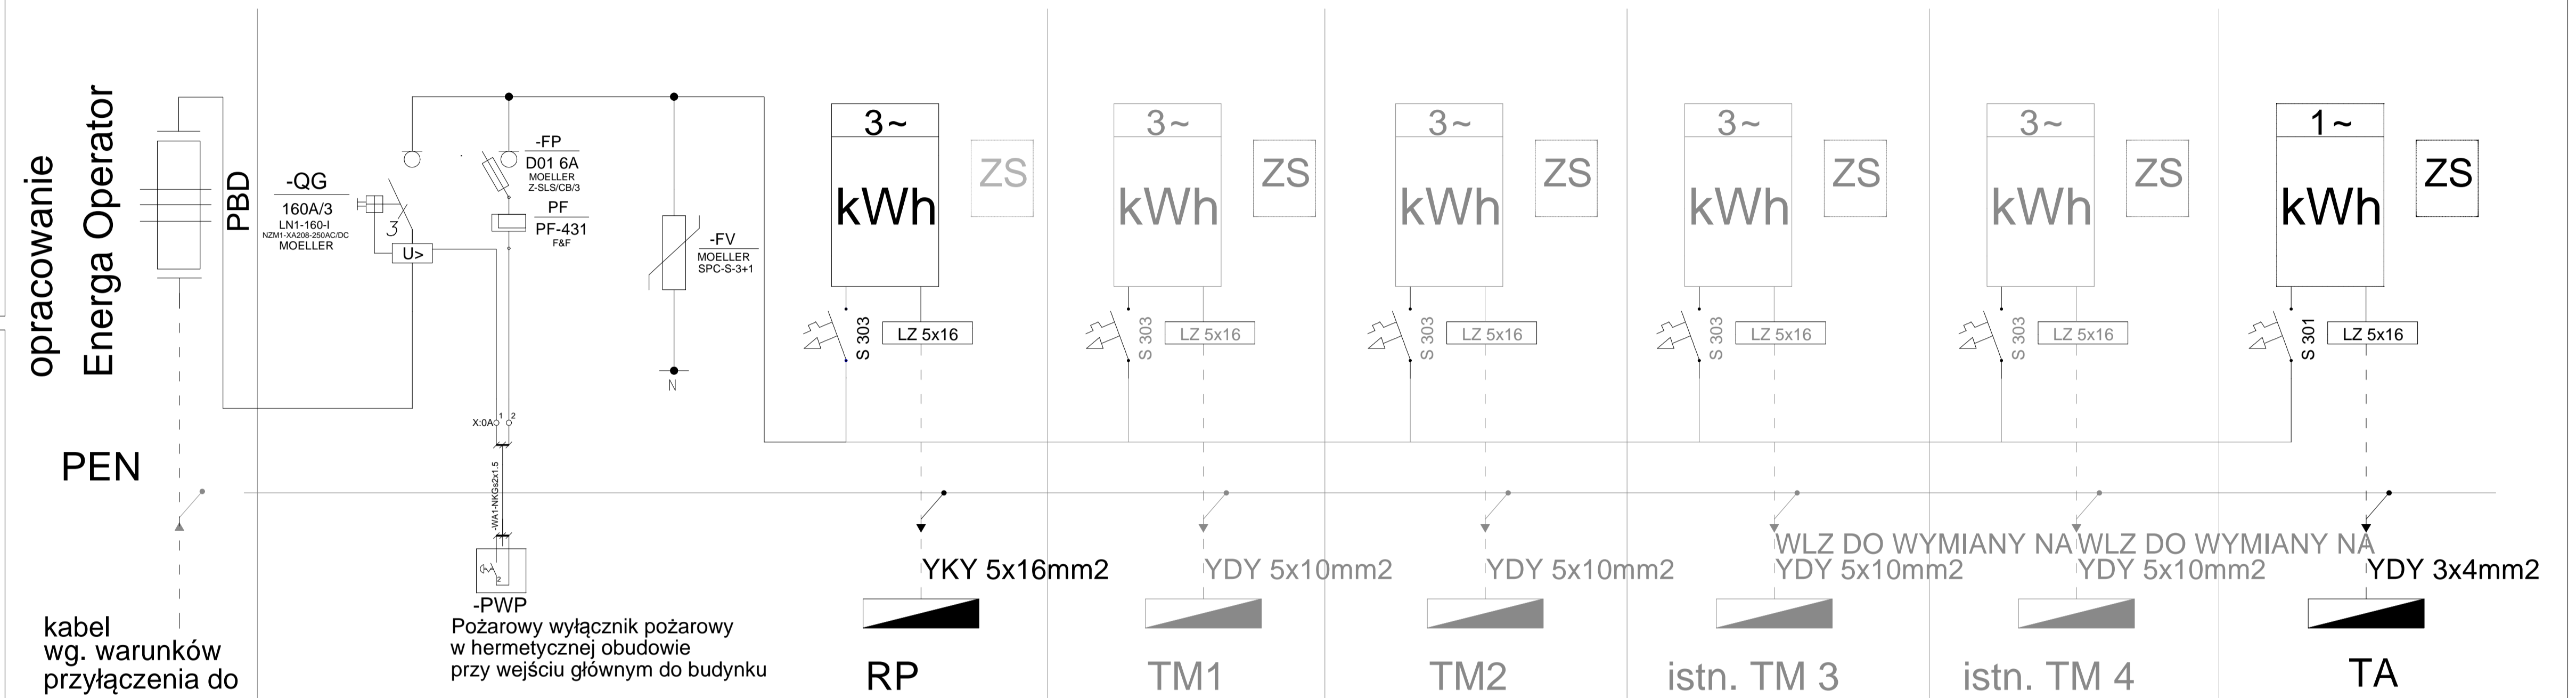 opracowanie
Energa Operator
PBD
PEN
kabel
wg. warunków
przyłączenia do
-QG
160A/3
LN1-160-I
NZM1-XA208-250AC/DC
MOELLER
3
U>
-FP
D01 6A
MOELLER
Z-SLS/CB/3
PF
PF-431
F&F
-FV
MOELLER
SPC-S-3+1
N
X:0A
1 2
-WA1-NKGs2x1.5
2
-PWP
Pożarowy wyłącznik pożarowy
w hermetycznej obudowie
przy wejściu głównym do budynku
3~
kWh
ZS
S 303
LZ 5x16
YKY 5x16mm2
RP
3~
kWh
ZS
S 303
LZ 5x16
YDY 5x10mm2
TM1
3~
kWh
ZS
S 303
LZ 5x16
YDY 5x10mm2
TM2
3~
kWh
ZS
S 303
LZ 5x16
WLZ DO WYMIANY NA
YDY 5x10mm2
istn. TM 3
3~
kWh
ZS
S 303
LZ 5x16
WLZ DO WYMIANY NA
YDY 5x10mm2
istn. TM 4
1~
kWh
ZS
S 301
LZ 5x16
YDY 3x4mm2
TA